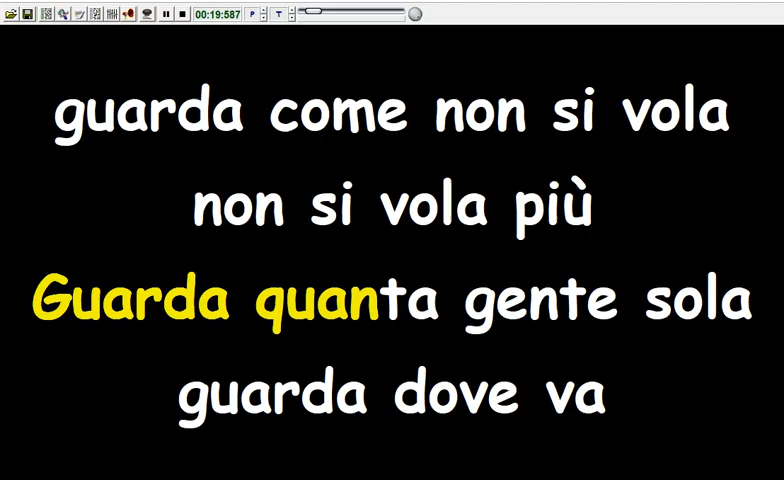 00:19:587 P T
guarda come non si vola
non si vola più
Guarda quanta gente sola
guarda dove va